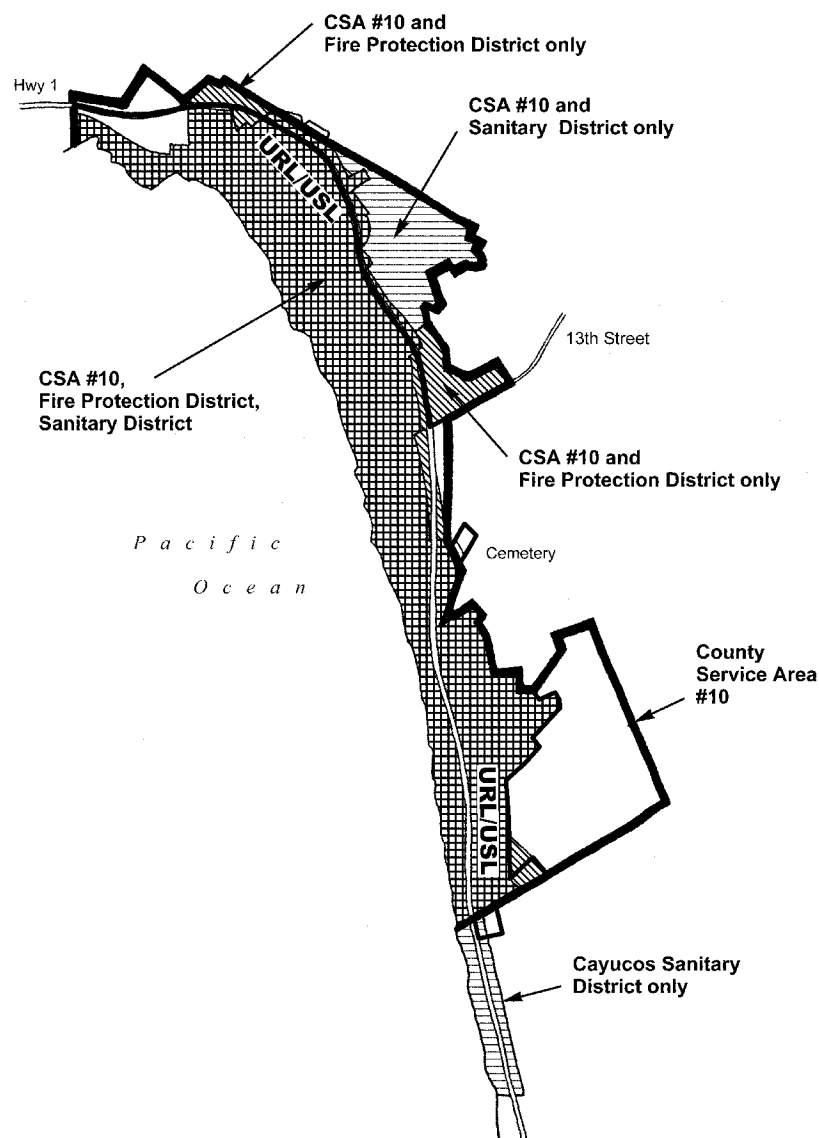 CSA #10 and
Fire Protection District only
Hwy 1
CSA #10 and
Sanitary District only
URL/USL
13th Street
CSA #10,
Fire Protection District,
Sanitary District
CSA #10 and
Fire Protection District only
Pacific
Ocean
Cemetery
County
Service Area
#10
URL/USL
Cayucos Sanitary
District only